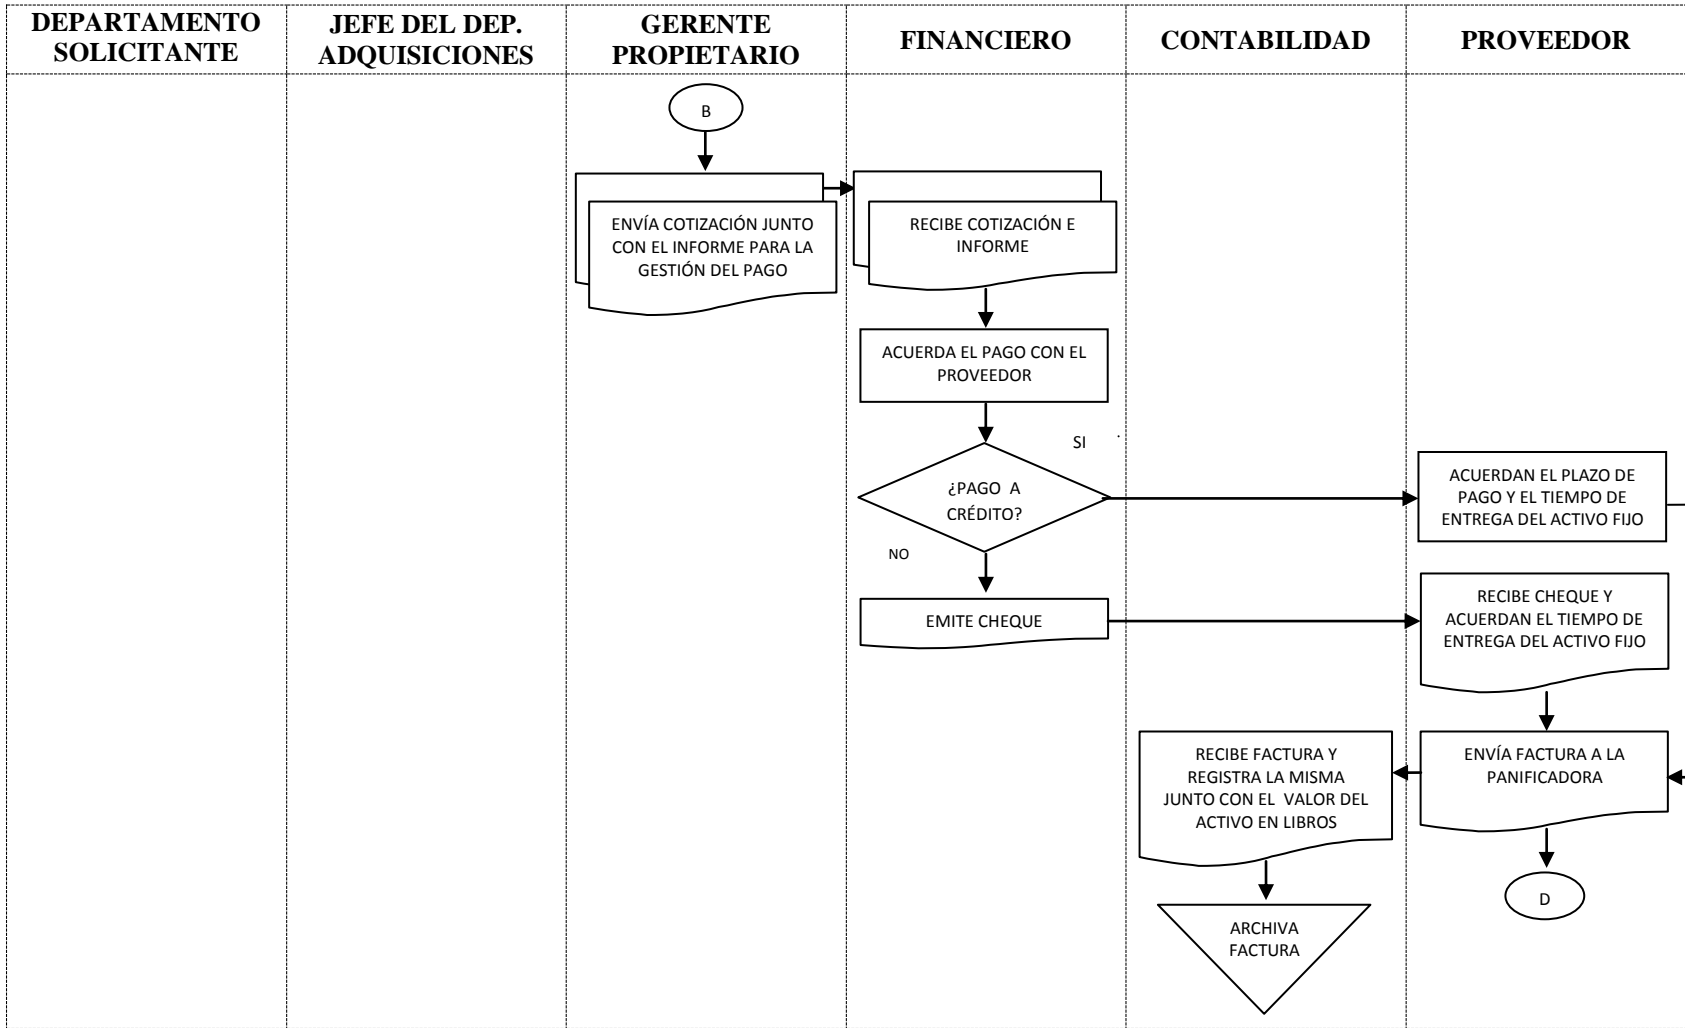 DEPARTAMENTO
SOLICITANTE
JEFE DEL DEP.
ADQUISICIONES
GERENTE
PROPIETARIO
FINANCIERO
CONTABILIDAD
PROVEEDOR
B
ENVÍA COTIZACIÓN JUNTO
CON EL INFORME PARA LA
GESTIÓN DEL PAGO
RECIBE COTIZACIÓN E
INFORME
ACUERDA EL PAGO CON EL
PROVEEDOR
SI
¿PAGO A
CRÉDITO?
ACUERDAN EL PLAZO DE
PAGO Y EL TIEMPO DE
ENTREGA DEL ACTIVO FIJO
NO
EMITE CHEQUE
RECIBE CHEQUE Y
ACUERDAN EL TIEMPO DE
ENTREGA DEL ACTIVO FIJO
RECIBE FACTURA Y
REGISTRA LA MISMA
JUNTO CON EL VALOR DEL
ACTIVO EN LIBROS
ENVÍA FACTURA A LA
PANIFICADORA
D
ARCHIVA
FACTURA